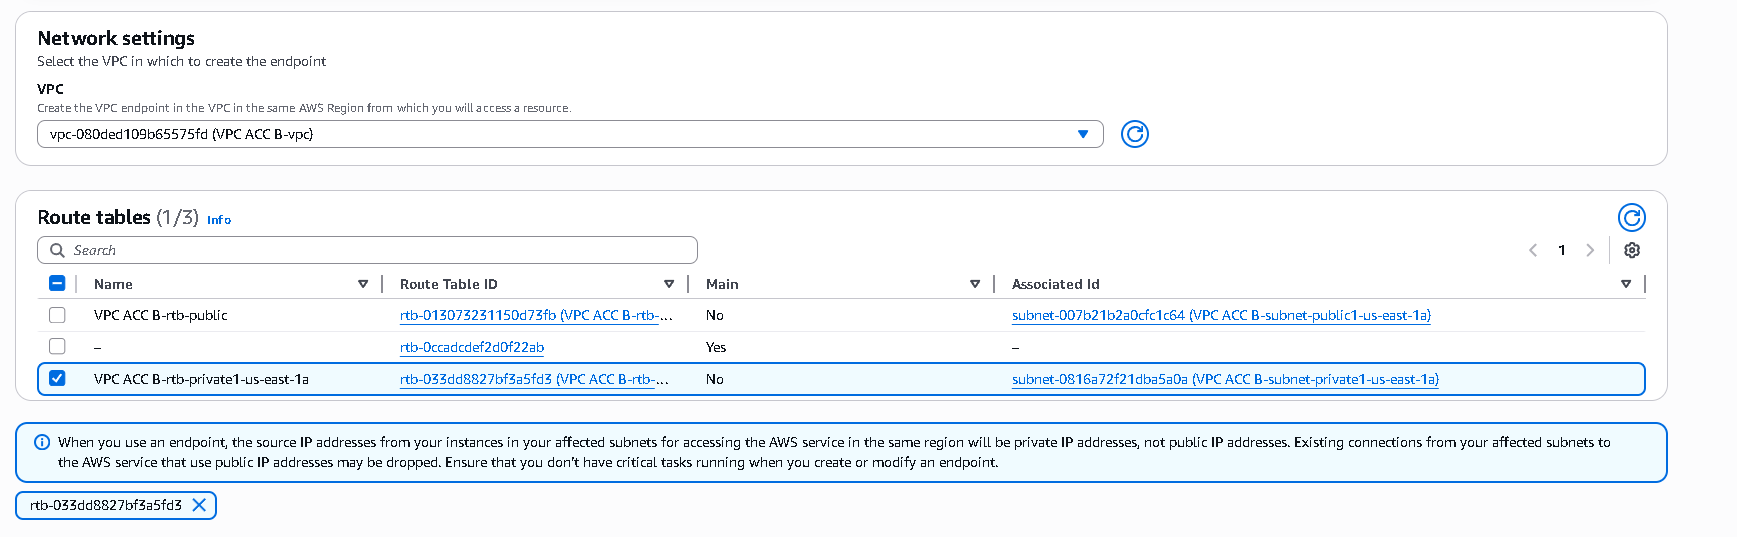 Network settings
Select the VPC in which to create the endpoint
VPC
Create the VPC endpoint in the VPC in the same AWS Region from which you will access a resource.
vpc-080ded109b65575fd (VPC ACC B-vpc)
Route tables (1/3) Info
Search
1
Name Route Table ID Main Associated Id
VPC ACC B-rtb-public rtb-013073231150d73fb (VPC ACC B-rtb-... No subnet-007b21b2a0cfc1c64 (VPC ACC B-subnet-public1-us-east-1a)
– rtb-0ccadcdef2d0f22ab Yes –
VPC ACC B-rtb-private1-us-east-1a rtb-033dd8827bf3a5fd3 (VPC ACC B-rtb-... No subnet-0816a72f21dba5a0a (VPC ACC B-subnet-private1-us-east-1a)
When you use an endpoint, the source IP addresses from your instances in your affected subnets for accessing the AWS service in the same region will be private IP addresses, not public IP addresses. Existing connections from your affected subnets to
the AWS service that use public IP addresses may be dropped. Ensure that you don't have critical tasks running when you create or modify an endpoint.
rtb-033dd8827bf3a5fd3